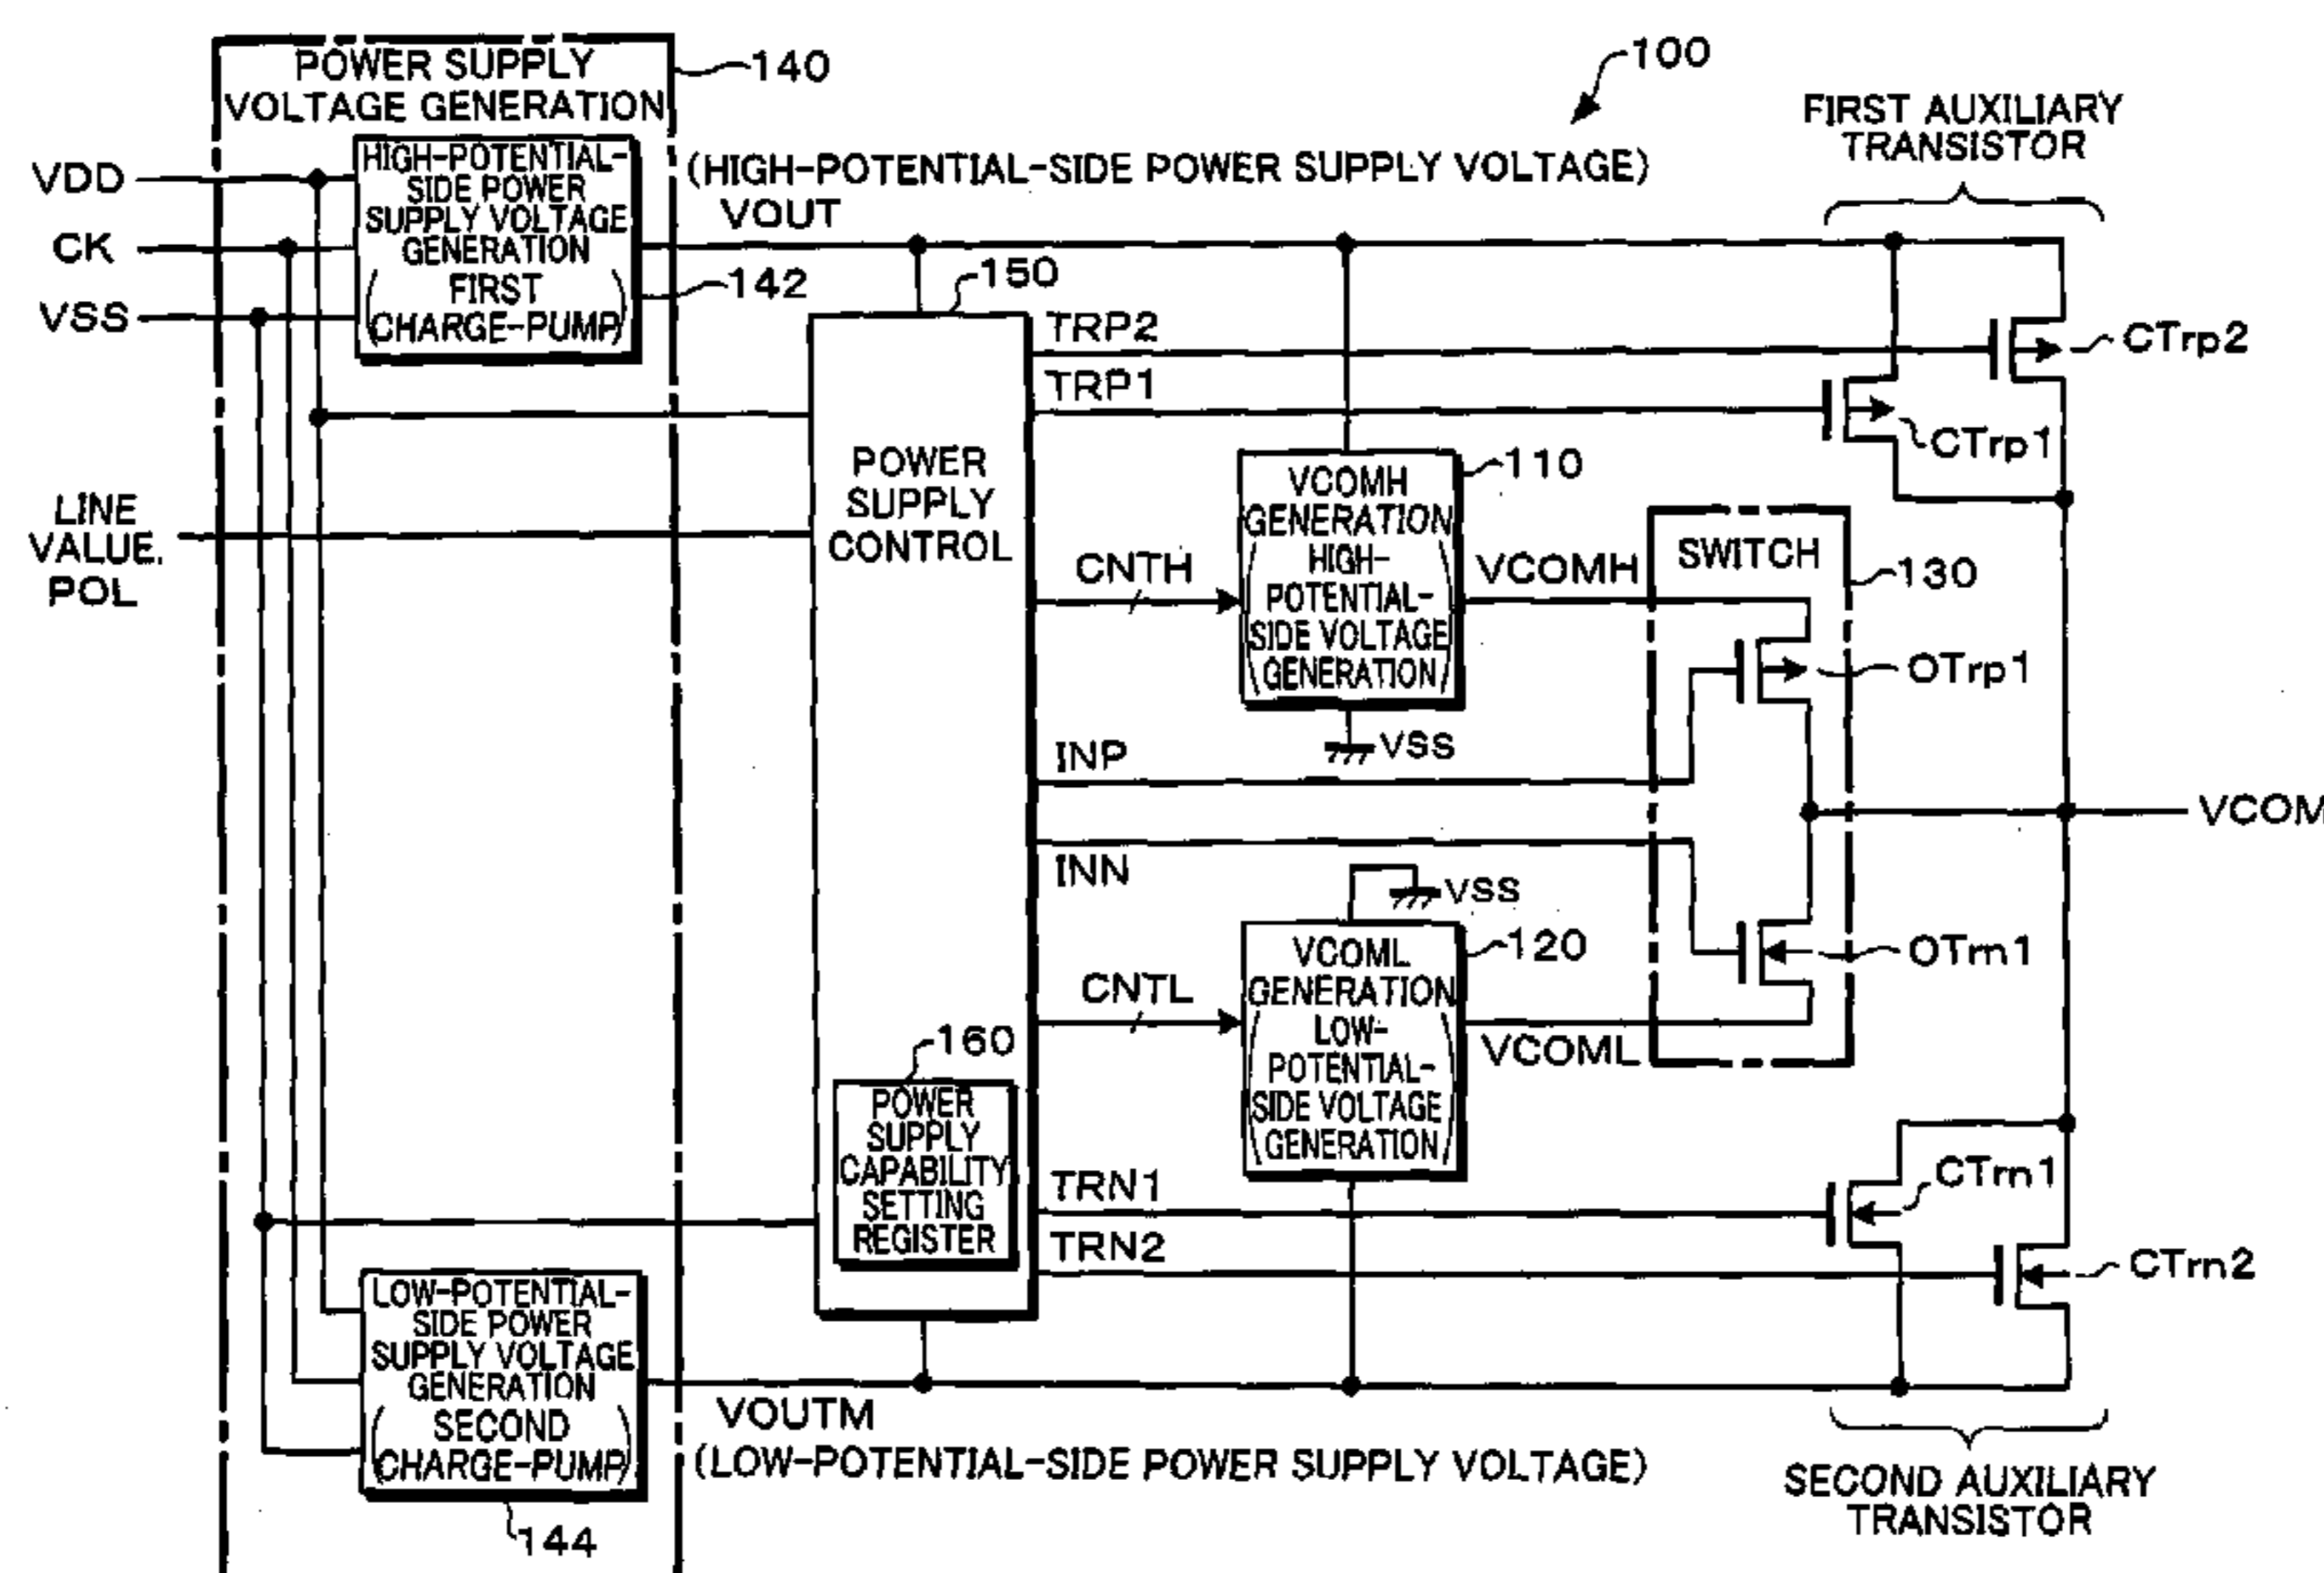 POWER SUPPLY
VOLTAGE GENERATION
140
100
FIRST AUXILIARY
TRANSISTOR
VDD
CK
VSS
HIGH-POTENTIAL-
SIDE POWER
SUPPLY VOLTAGE
GENERATION
(FIRST
CHARGE-PUMP)
142
(HIGH-POTENTIAL-SIDE POWER SUPPLY VOLTAGE)
VOUT
150
TRP2
CTrp2
TRP1
CTrp1
LINE
VALUE.
POL
POWER
SUPPLY
CONTROL
CNTH
VCOMH
GENERATION
(HIGH-
POTENTIAL-
SIDE VOLTAGE
GENERATION)
110
VCOMH
SWITCH
130
OTrp1
VSS
INP
VCOM
INN
VSS
OTrn1
CNTL
VCOML
GENERATION
(LOW-
POTENTIAL-
SIDE VOLTAGE
GENERATION)
120
VCOML
160
POWER
SUPPLY
CAPABILITY
SETTING
REGISTER
TRN1
CTrn1
TRN2
CTrn2
LOW-POTENTIAL-
SIDE POWER
SUPPLY VOLTAGE
GENERATION
(SECOND
CHARGE-PUMP)
144
VOUTM
(LOW-POTENTIAL-SIDE POWER SUPPLY VOLTAGE)
SECOND AUXILIARY
TRANSISTOR